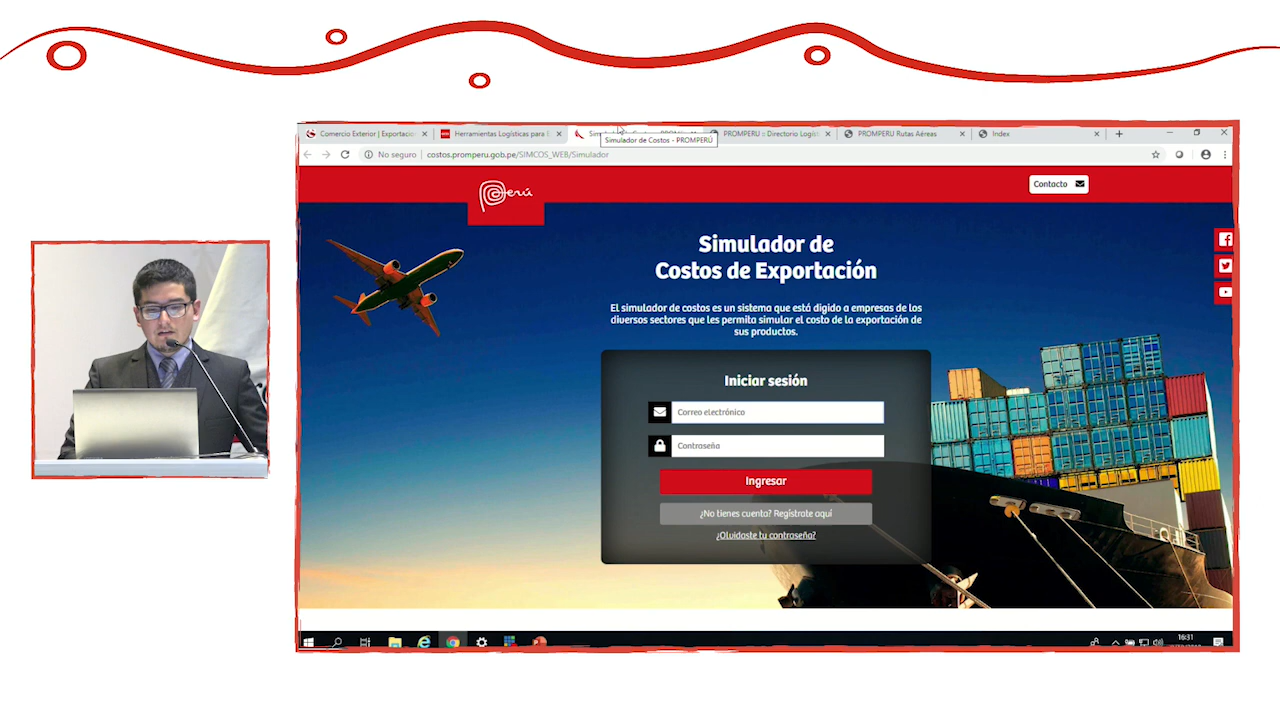 Comercio Exterior | Exportacio
Herramientas Logísticas para E
PROMPERU :: Directorio Logís
PROMPERU Rutas Aéreas
Index
Simulador de Costos - PROMPERÚ
No seguro
costos.promperu.gob.pe/SIMCOS_WEB/Simulador
Perú
Contacto
Simulador de
Costos de Exportación
El simulador de costos es un sistema que está digido a empresas de los
diversos sectores que les permita simular el costo de la exportación de
sus productos.
Iniciar sesión
Correo electrónico
Contraseña
Ingresar
¿No tienes cuenta? Regístrate aquí
¿Olvidaste tu contraseña?
16:31